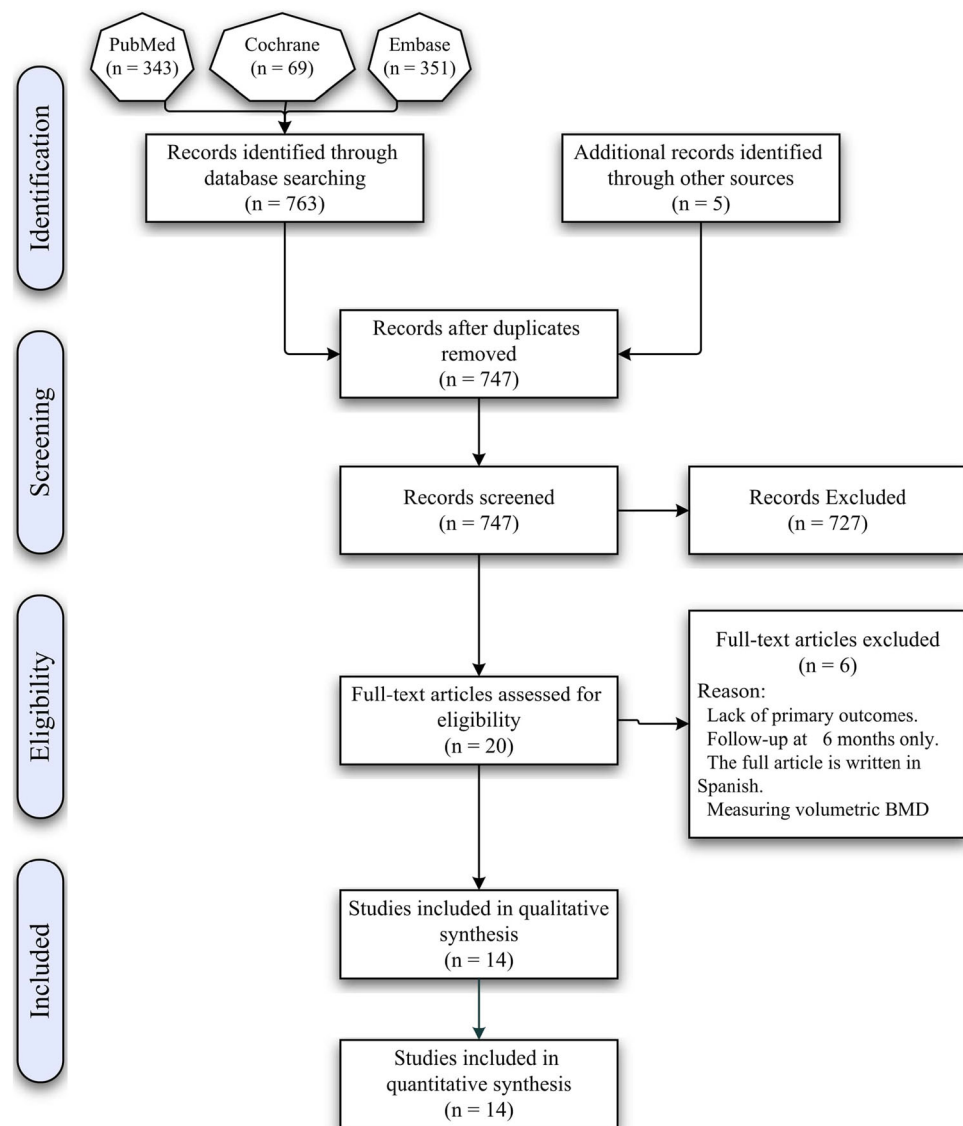 PubMed
(n = 343)
Cochrane
(n = 69)
Embase
(n = 351)
Identification
Records identified through
database searching
(n = 763)
Additional records identified
through other sources
(n = 5)
Records after duplicates
removed
(n = 747)
Screening
Records screened
(n = 747)
Records Excluded
(n = 727)
Eligibility
Full-text articles assessed for
eligibility
(n = 20)
Full-text articles excluded
(n = 6)
Reason:
Lack of primary outcomes.
Follow-up at 6 months only.
The full article is written in
Spanish.
Measuring volumetric BMD
Included
Studies included in qualitative
synthesis
(n = 14)
Studies included in
quantitative synthesis
(n = 14)